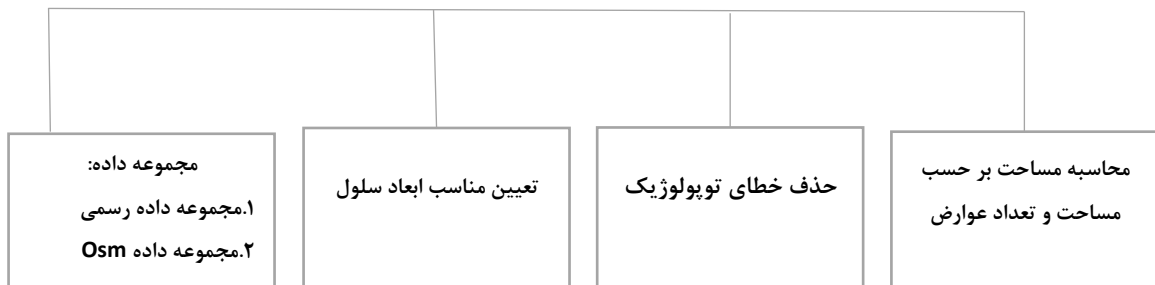 محاسبه مساحت بر حسب
مساحت و تعداد عوارض
حذف خطای توپولوژیک
تعیین مناسب ابعاد سلول
مجموعه داده:
۱.مجموعه داده رسمی
۲.مجموعه داده Osm